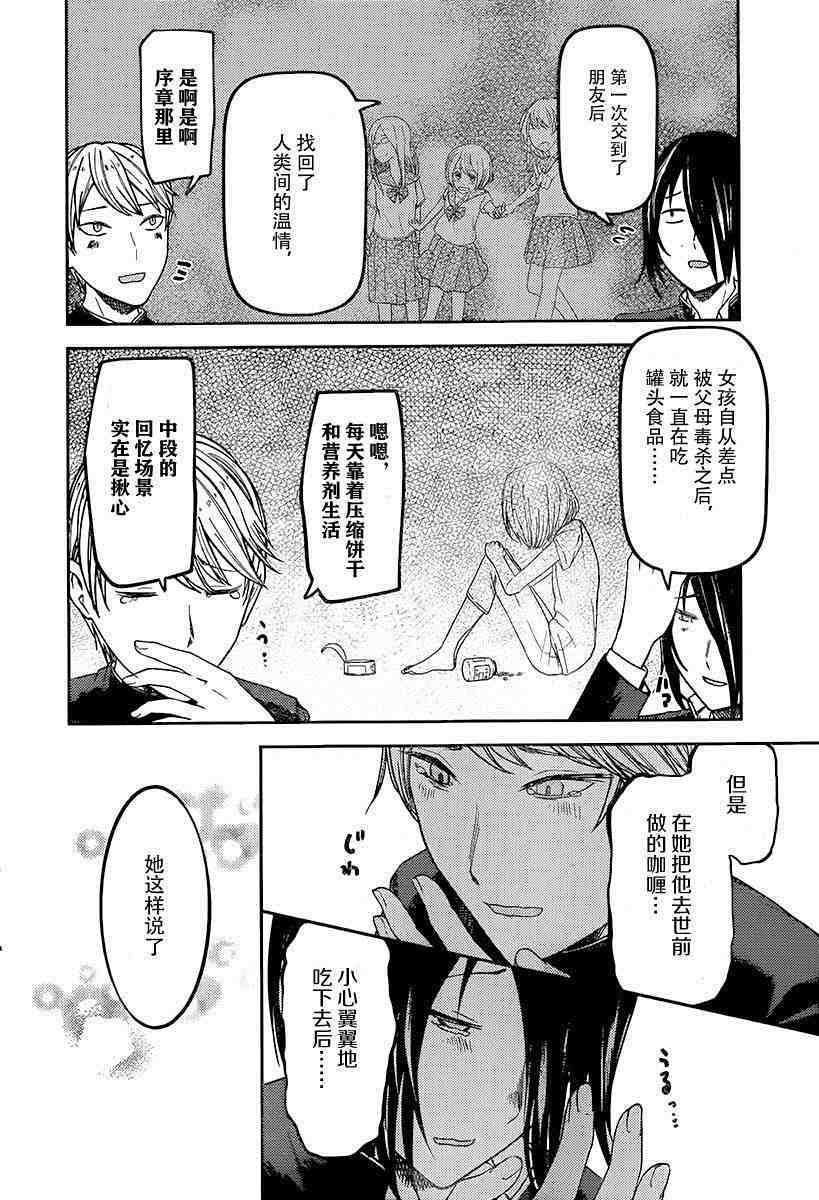 第一次交到了
朋友后
找回了
人类间的温情，
是啊是啊
序章那里
女孩自从差点
被父母毒杀之后，
就一直在吃
罐头食品……
嗯嗯，
每天靠着压缩饼干
和营养剂生活
中段的
回忆场景
实在是揪心
うっ…
但是
在她把他去世前
做的咖喱…
じわ
小心翼翼地
吃下去后……
うるっ…
她这样说了